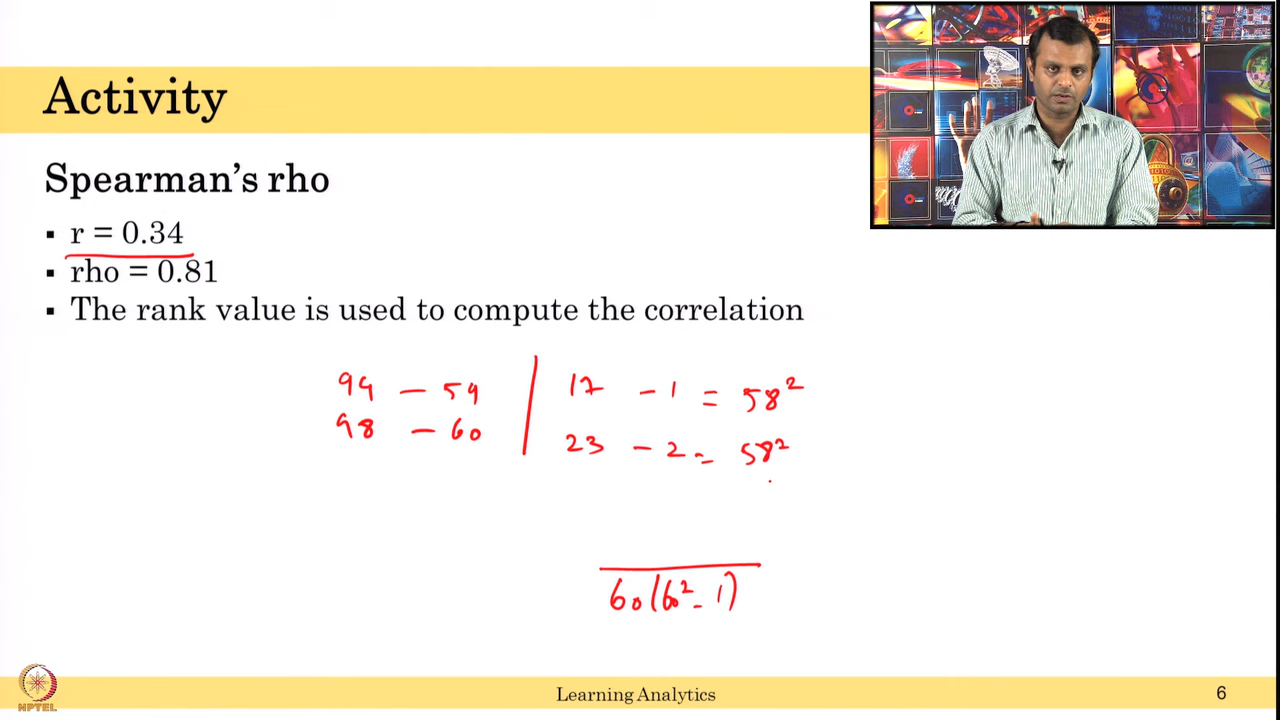 Activity
Spearman's rho
▪ r = 0.34
▪ rho = 0.81
▪ The rank value is used to compute the correlation
94 — 59 | 17 - 1 = 58²
98 — 60 | 23 - 2 = 58²
60(60² - 1)
NPTEL
Learning Analytics
6